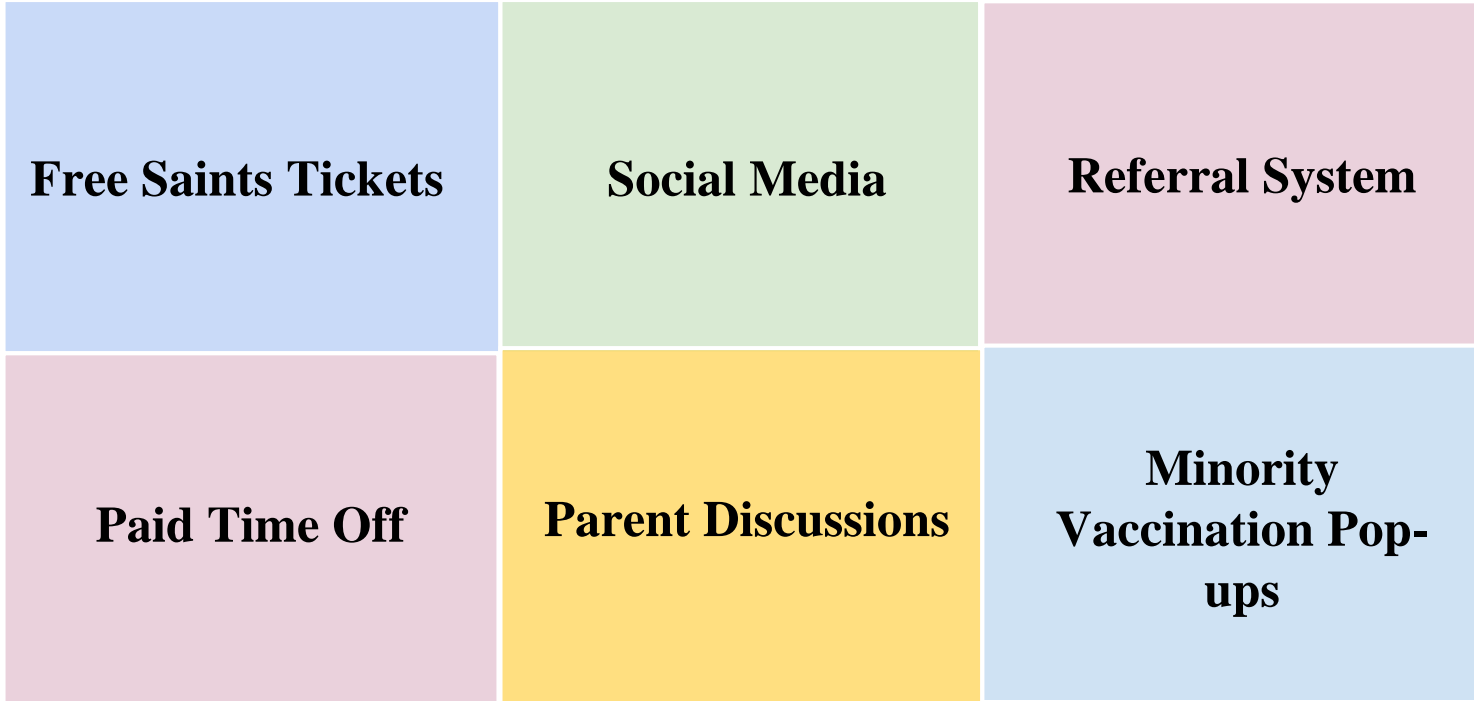 Free Saints Tickets
Social Media
Referral System
Paid Time Off
Parent Discussions
Minority
Vaccination Pop-
ups